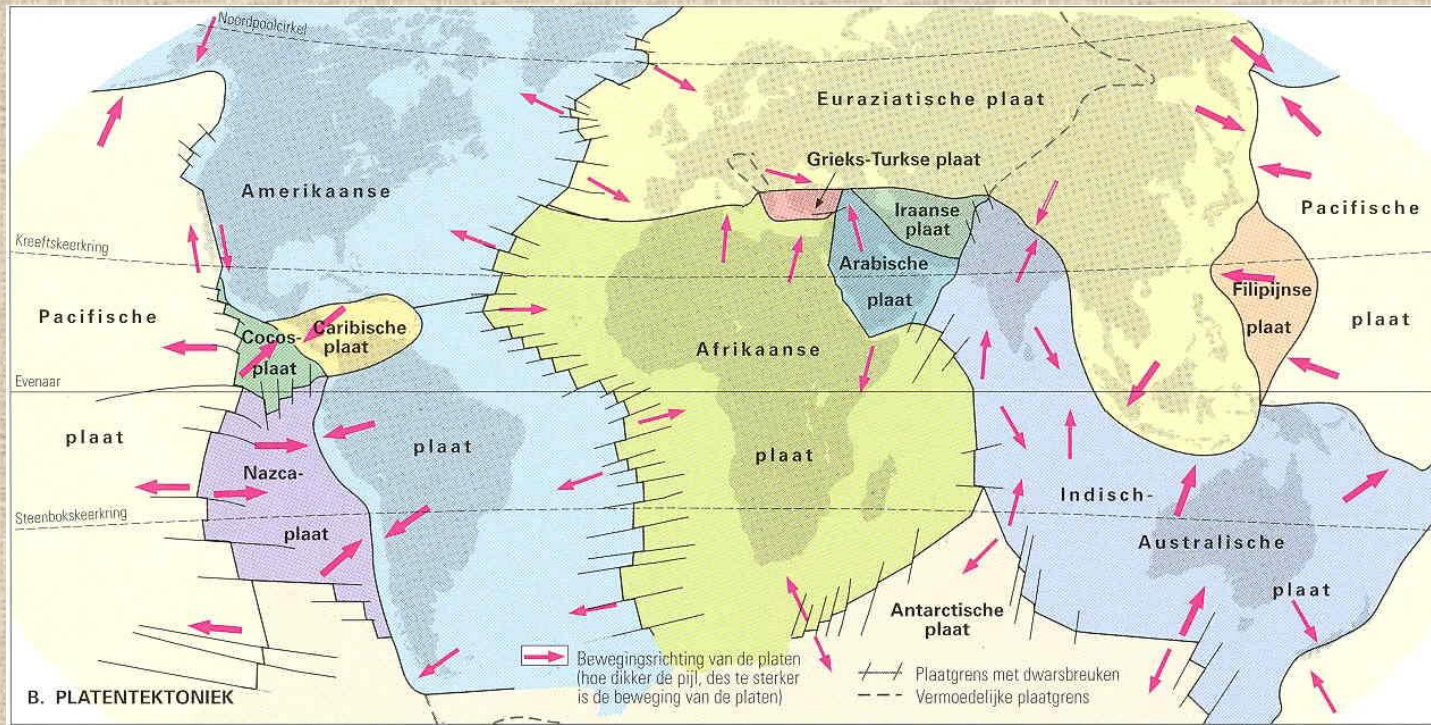 Noordpoolcirkel
Euraziatische plaat
Grieks-Turkse plaat
Amerikaanse
Iraanse
plaat
Pacifische
Kreeftskeerkring
Arabische
plaat
Filipijnse
plaat
Pacifische
plaat
Cocos-
plaat
Caribische
plaat
Afrikaanse
Evenaar
plaat
plaat
plaat
Nazca-
plaat
Indisch-
Steenbokskeerkring
Australische
plaat
Antarctische
plaat
Bewegingsrichting van de platen
(hoe dikker de pijl, des te sterker
is de beweging van de platen)
Plaatgrens met dwarsbreuken
Vermoedelijke plaatgrens
B. PLATENTEKTONIEK